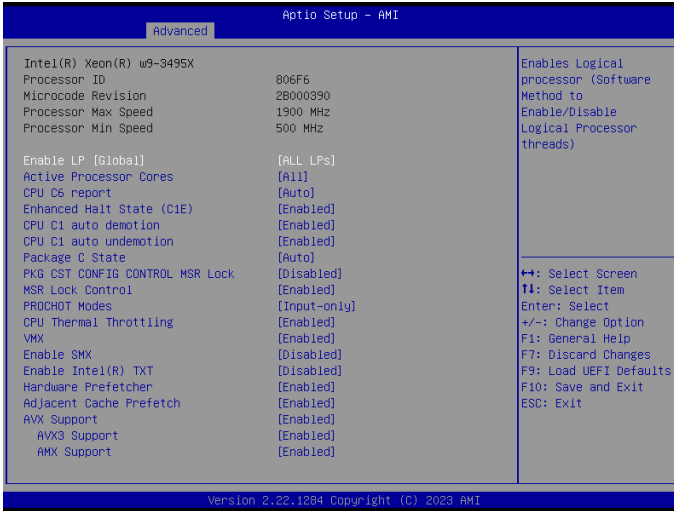 Aptio Setup - AMI
Advanced
Intel(R) Xeon(R) w9-3495X
Processor ID 806F6
Microcode Revision 2B000390
Processor Max Speed 1900 MHz
Processor Min Speed 500 MHz
Enable LP [Global] [ALL LPs]
Active Processor Cores [All]
CPU C6 report [Auto]
Enhanced Halt State (C1E) [Enabled]
CPU C1 auto demotion [Enabled]
CPU C1 auto undemotion [Enabled]
Package C State [Auto]
PKG CST CONFIG CONTROL MSR Lock [Disabled]
MSR Lock Control [Enabled]
PROCHOT Modes [Input-only]
CPU Thermal Throttling [Enabled]
VMX [Enabled]
Enable SMX [Disabled]
Enable Intel(R) TXT [Disabled]
Hardware Prefetcher [Enabled]
Adjacent Cache Prefetch [Enabled]
AVX Support [Enabled]
AVX3 Support [Enabled]
AMX Support [Enabled]
Enables Logical
processor (Software
Method to
Enable/Disable
Logical Processor
threads)
↔: Select Screen
↑↓: Select Item
Enter: Select
+/-: Change Option
F1: General Help
F7: Discard Changes
F9: Load UEFI Defaults
F10: Save and Exit
ESC: Exit
Version 2.22.1284 Copyright (C) 2023 AMI